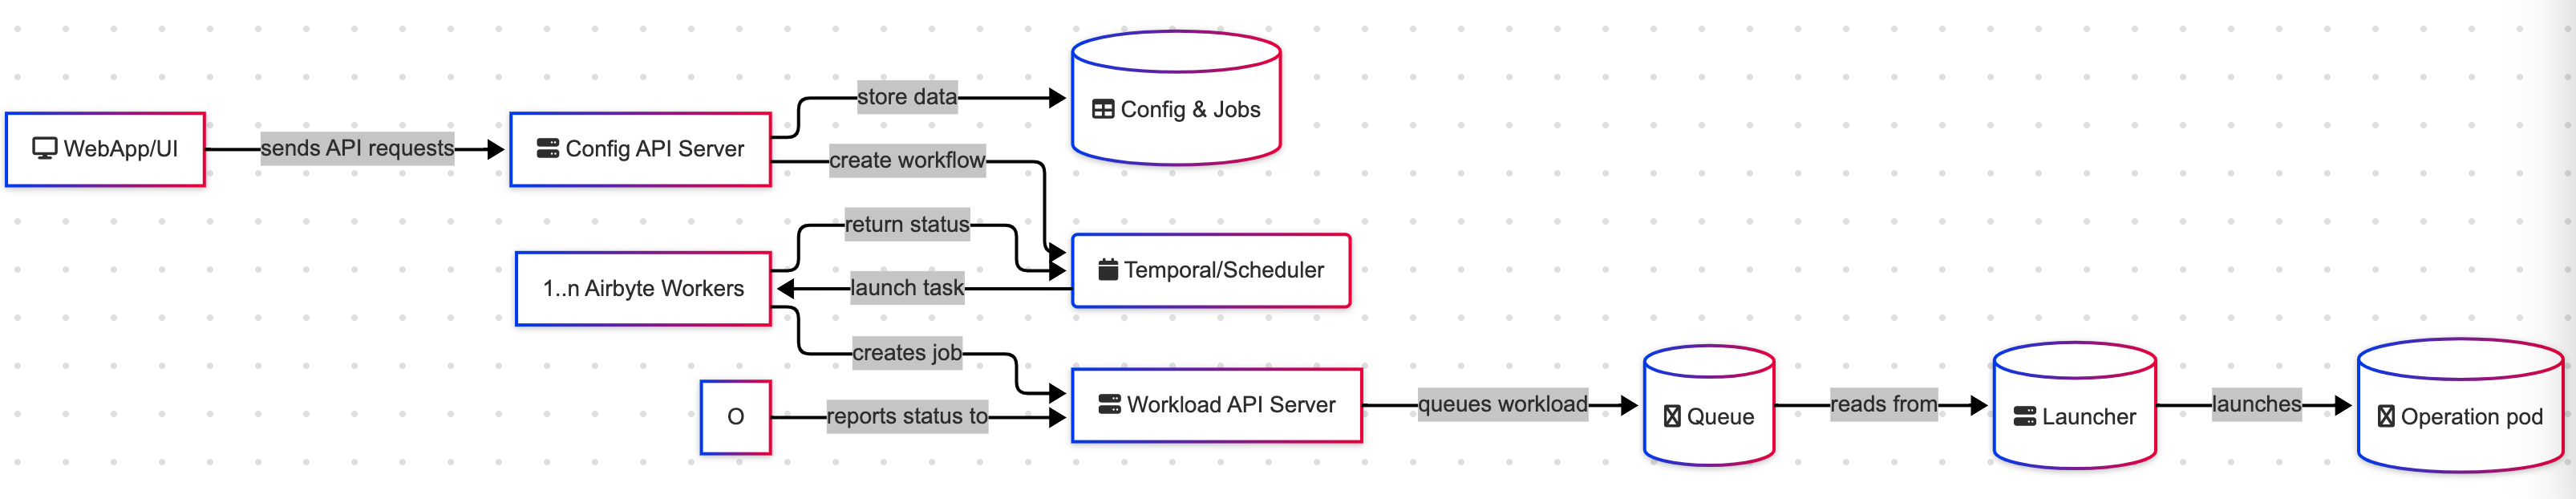 WebApp/UI
sends API requests
Config API Server
store data
Config & Jobs
create workflow
return status
Temporal/Scheduler
launch task
1..n Airbyte Workers
creates job
O
reports status to
Workload API Server
queues workload
Queue
reads from
Launcher
launches
Operation pod